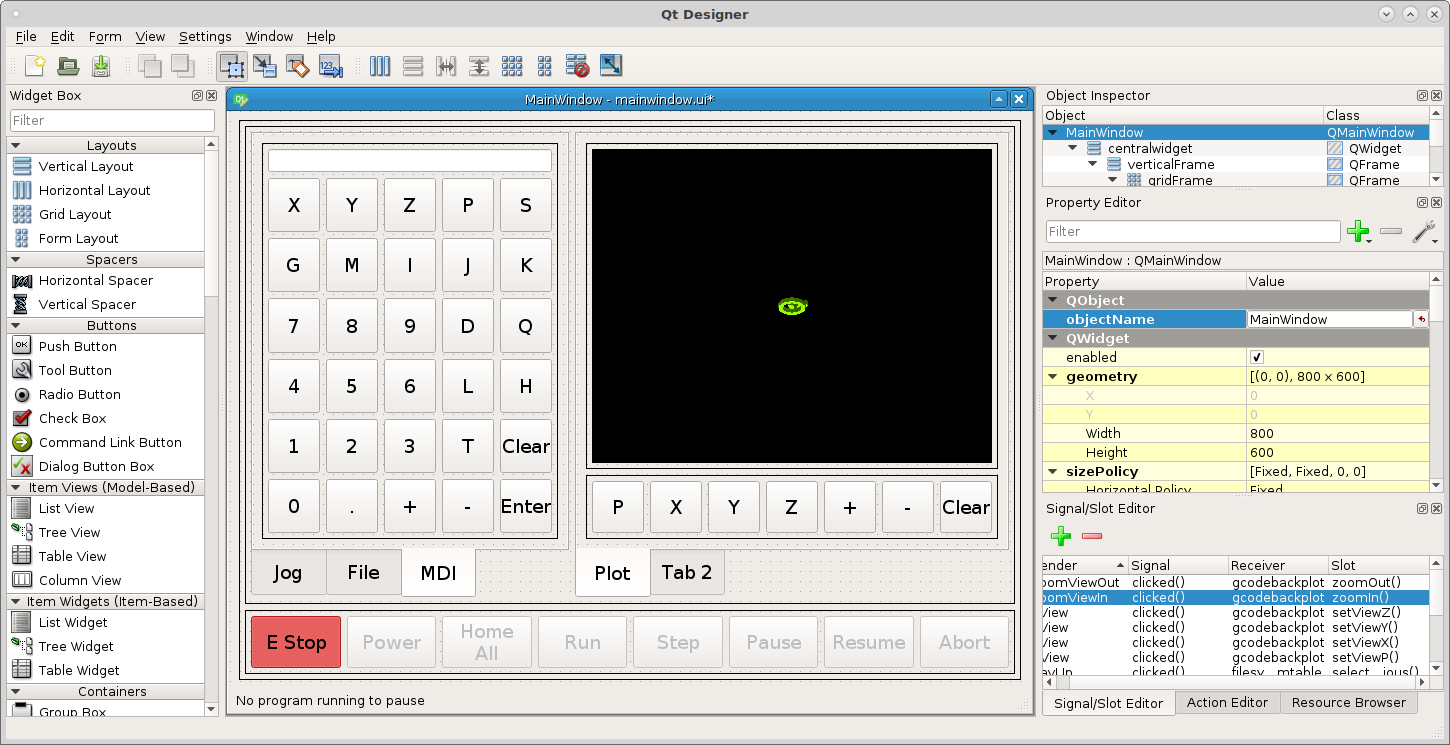 Qt Designer
File Edit Form View Settings Window Help
Widget Box
Filter
Layouts
Vertical Layout
Horizontal Layout
Grid Layout
Form Layout
Spacers
Horizontal Spacer
Vertical Spacer
Buttons
OK Push Button
Tool Button
Radio Button
Check Box
Command Link Button
Dialog Button Box
Item Views (Model-Based)
List View
Tree View
Table View
Column View
Item Widgets (Item-Based)
List Widget
Tree Widget
Table Widget
Containers
Group Box
MainWindow - mainwindow.ui*
X Y Z P S
G M I J K
7 8 9 D Q
4 5 6 L H
1 2 3 T Clear
0 . + - Enter
Jog File MDI
P X Y Z + - Clear
Plot Tab 2
E Stop Power Home All Run Step Pause Resume Abort
No program running to pause
Object Inspector
Object Class
MainWindow QMainWindow
centralwidget QWidget
verticalFrame QFrame
gridFrame QFrame
Property Editor
Filter
MainWindow : QMainWindow
Property Value
QObject
objectName MainWindow
QWidget
enabled
geometry [(0, 0), 800 x 600]
X 0
Y 0
Width 800
Height 600
sizePolicy [Fixed, Fixed, 0, 0]
Horizontal Policy Fixed
Signal/Slot Editor
ender Signal Receiver Slot
oomViewOut clicked() gcodebackplot zoomOut()
oomViewIn clicked() gcodebackplot zoomIn()
View clicked() gcodebackplot setViewZ()
View clicked() gcodebackplot setViewY()
View clicked() gcodebackplot setViewX()
View clicked() gcodebackplot setViewP()
clicked() filesy...mtable select...ious()
Signal/Slot Editor Action Editor Resource Browser